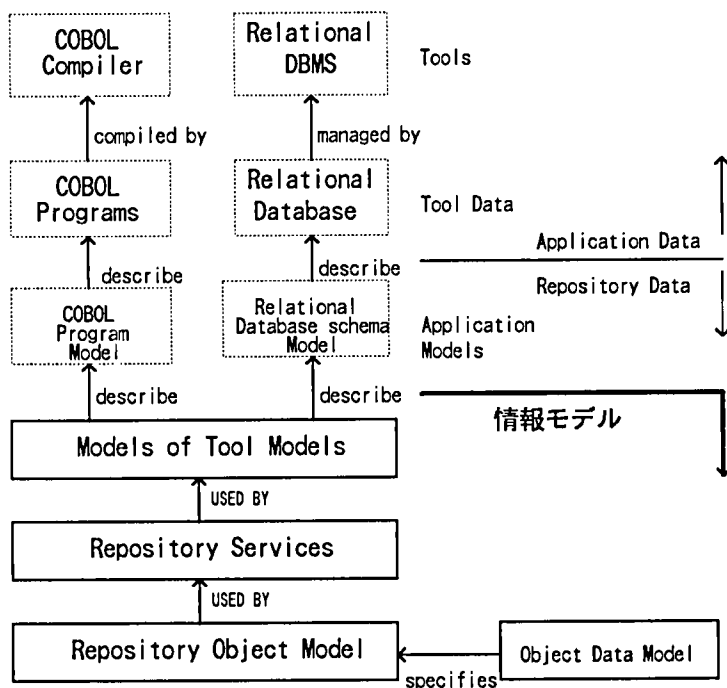 COBOL
Compiler
Relational
DBMS
Tools
compiled by
managed by
COBOL
Programs
Relational
Database
Tool Data
Application Data
describe
describe
Repository Data
COBOL
Program
Model
Relational
Database schema
Model
Application
Models
describe
describe
情報モデル
Models of Tool Models
USED BY
Repository Services
USED BY
Repository Object Model
Object Data Model
specifies